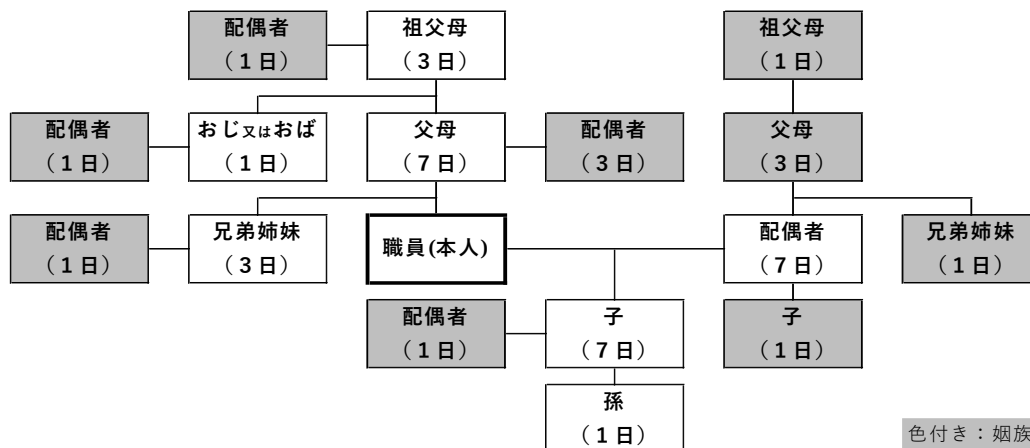 配偶者
（１日）
祖父母
（３日）
祖父母
（１日）
配偶者
（１日）
おじ又はおば
（１日）
父母
（７日）
配偶者
（３日）
父母
（３日）
配偶者
（１日）
兄弟姉妹
（３日）
職員(本人)
配偶者
（７日）
兄弟姉妹
（１日）
配偶者
（１日）
子
（７日）
子
（１日）
孫
（１日）
色付き：姻族